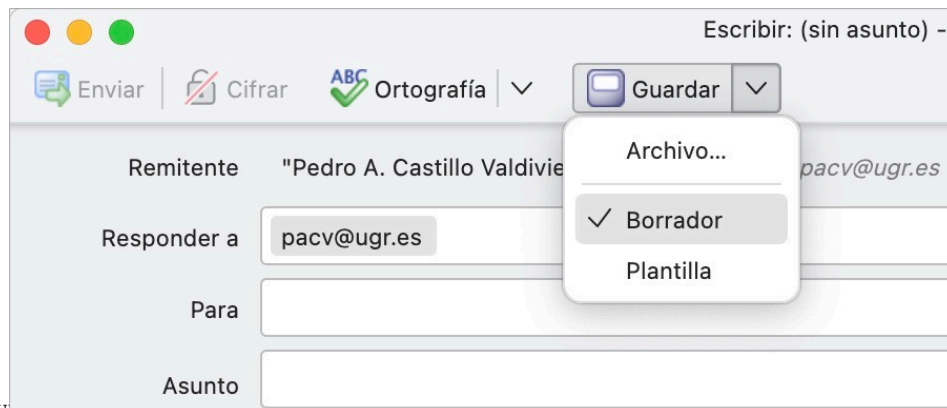 Escribir: (sin asunto) -
Enviar Cifrar ABC Ortografía Guardar
Archivo...
Remitente "Pedro A. Castillo Valdivie pacv@ugr.es
Borrador
Responder a pacv@ugr.es
Plantilla
Para
Asunto